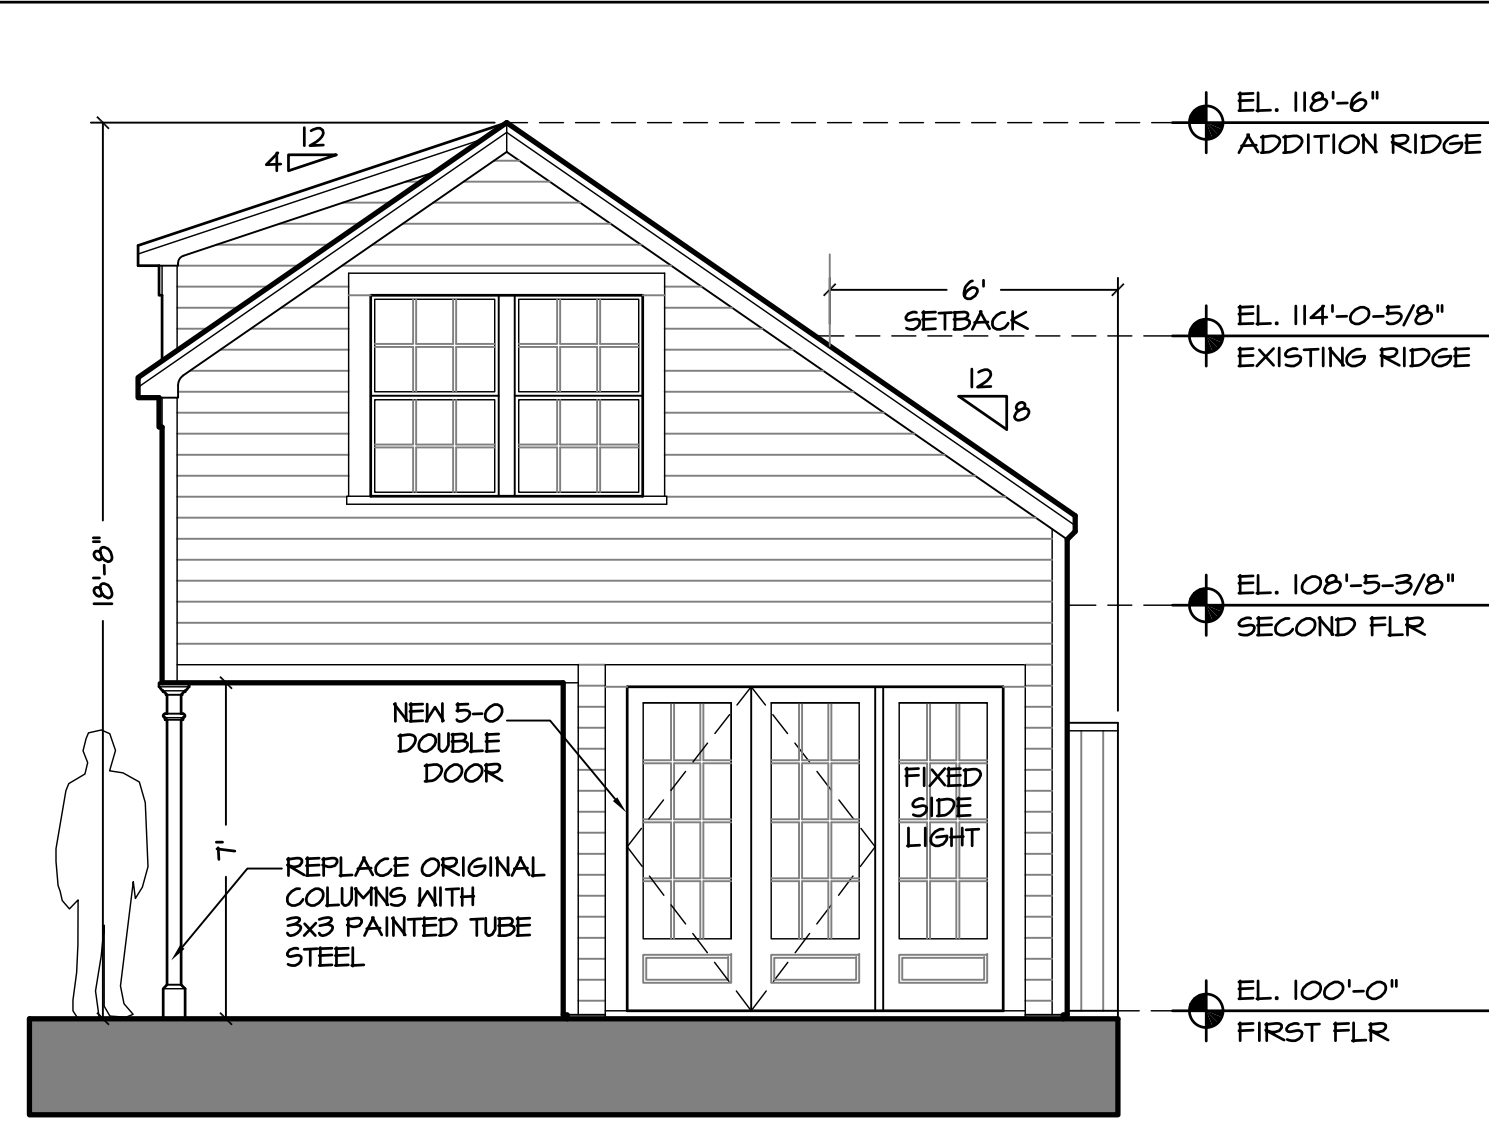 EL. 118'-6"
ADDITION RIDGE
12
4
6'
SETBACK
EL. 114'-0-5/8"
EXISTING RIDGE
12
8
18'-8"
EL. 108'-5-3/8"
SECOND FLR
NEW 5-0
DOUBLE
DOOR
FIXED
SIDE
LIGHT
7'
REPLACE ORIGINAL
COLUMNS WITH
3x3 PAINTED TUBE
STEEL
EL. 100'-0"
FIRST FLR